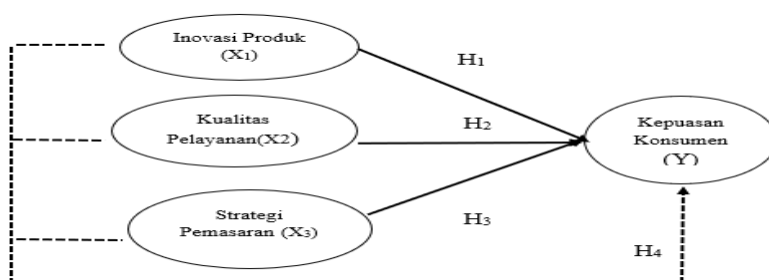 Inovasi Produk
(X₁)
H₁
Kualitas
Pelayanan(X2)
H₂
Kepuasan
Konsumen
(Y)
Strategi
Pemasaran (X₃)
H₃
H₄